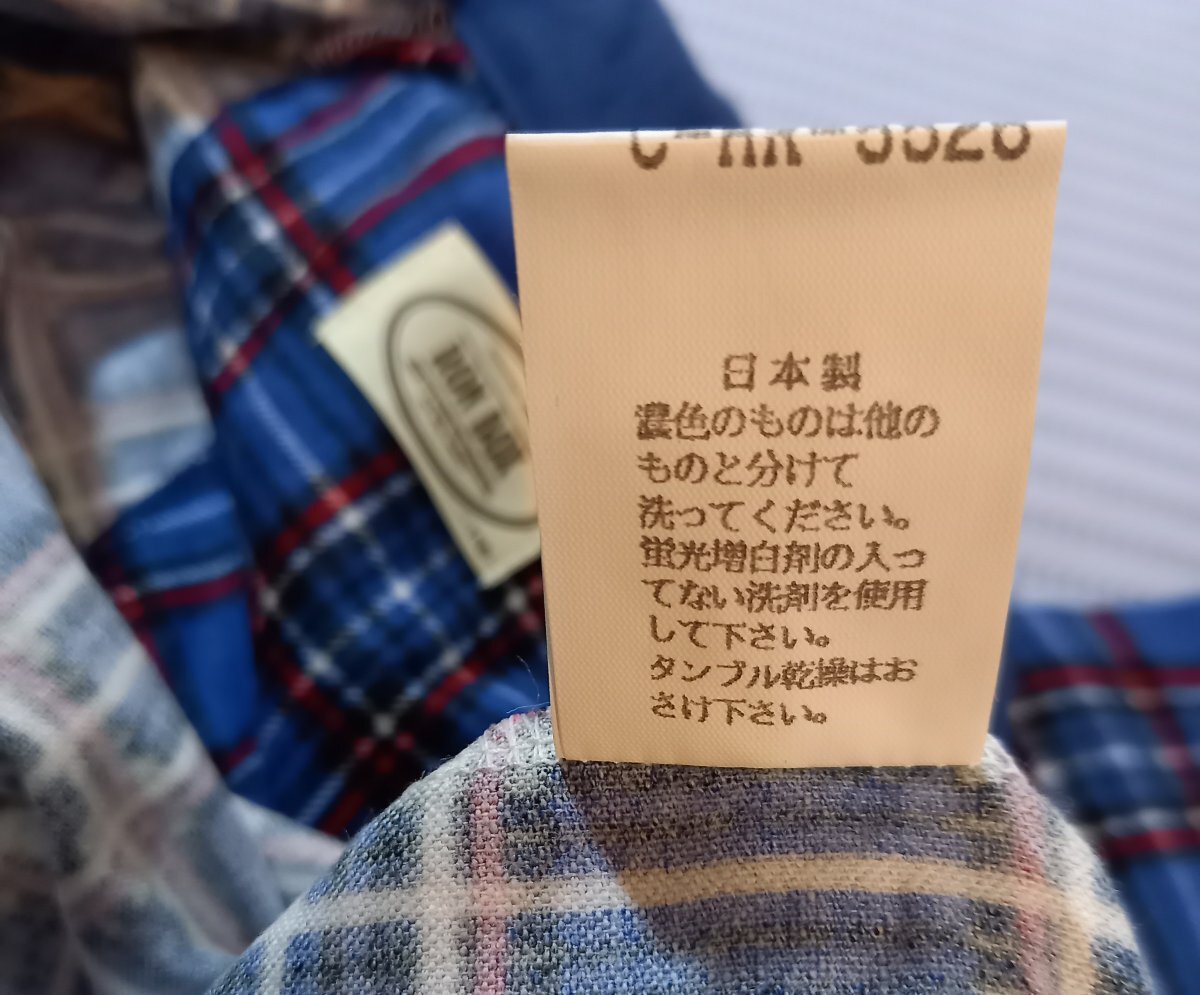 日本製
濃色のものは他の
ものと分けて
洗ってください。
蛍光増白剤の入っ
てない洗剤を使用
して下さい。
タンブル乾燥はお
さけ下さい。